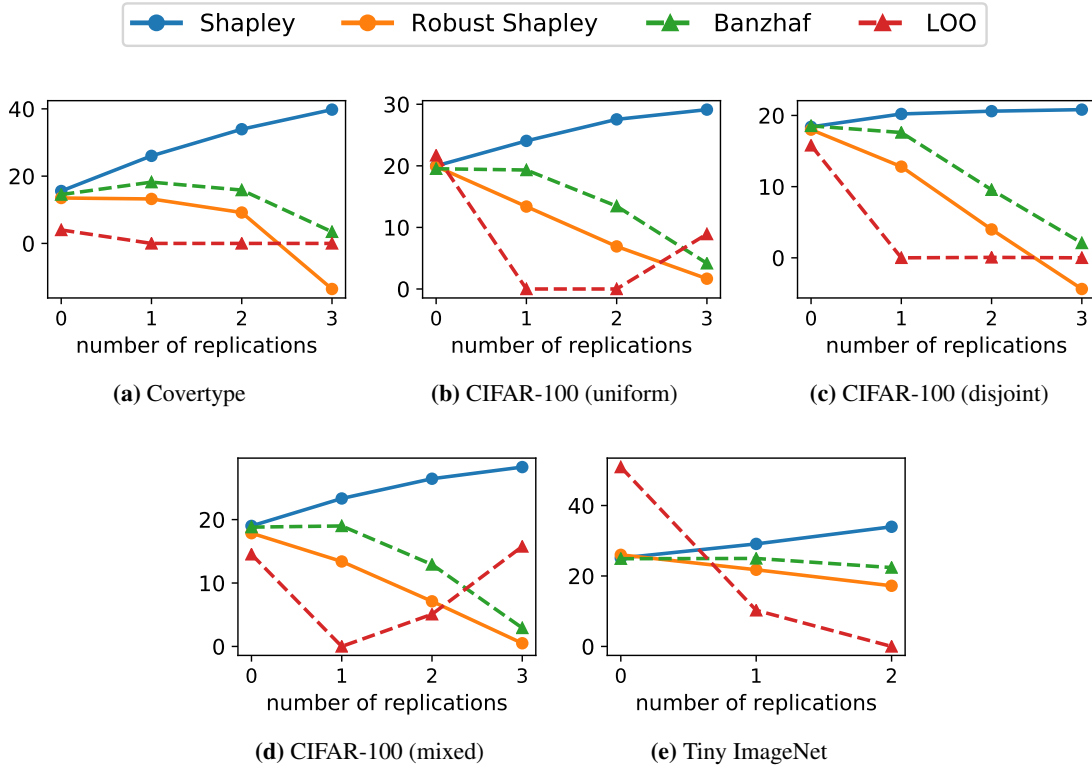 Shapley Robust Shapley Banzhaf LOO
40
20
0
0 1 2 3
number of replications
(a) Covertype
30
20
10
0
0 1 2 3
number of replications
(b) CIFAR-100 (uniform)
20
10
0
0 1 2 3
number of replications
(c) CIFAR-100 (disjoint)
20
10
0
0 1 2 3
number of replications
(d) CIFAR-100 (mixed)
40
20
0
0 1 2
number of replications
(e) Tiny ImageNet